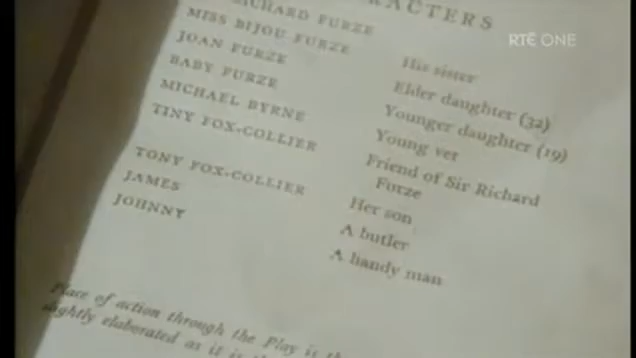 RACTERS
RTÉ ONE
RICHARD FURZE
MISS BIJOU FURZE His sister
JOAN FURZE Elder daughter (32)
BABY FURZE Younger daughter (19)
MICHAEL BYRNE Young vet
TINY FOX-COLLIER Friend of Sir Richard
Furze
TONY FOX-COLLIER Her son
JAMES A butler
JOHNNY A handy man
Place of action through the Play is
slightly elaborated as it is